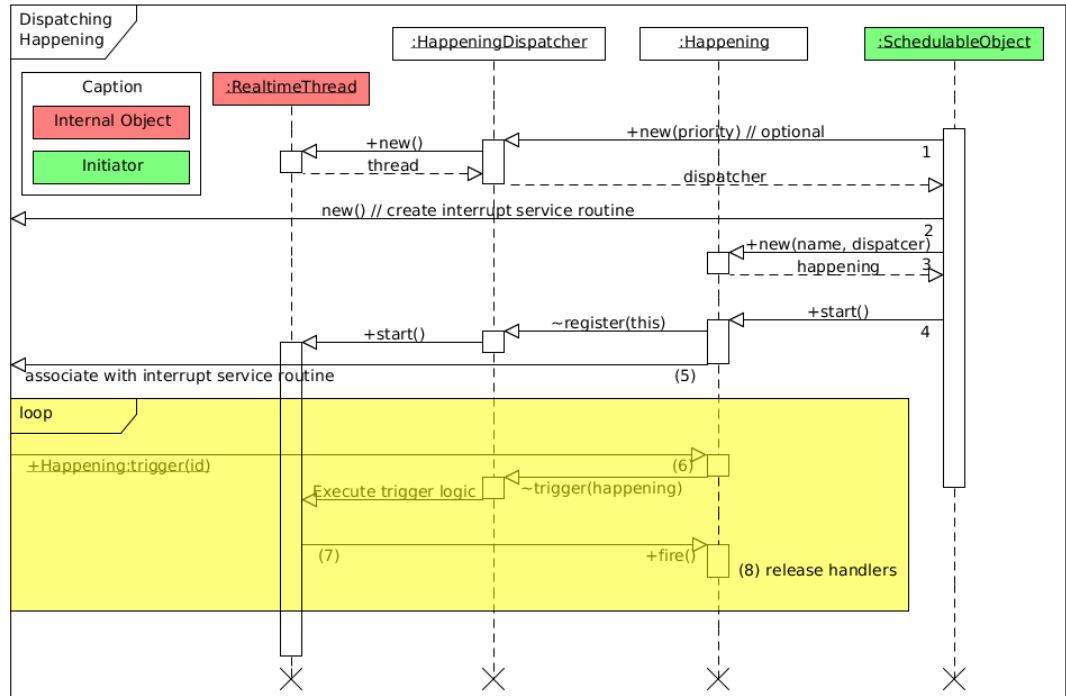 Dispatching
Happening
:HappeningDispatcher
:Happening
:SchedulableObject
Caption
:RealtimeThread
Internal Object
Initiator
+new()
+new(priority) // optional
1
thread
dispatcher
new() // create interrupt service routine
2
+new(name, dispatcer)
happening
3
+start()
~register(this)
+start()
4
associate with interrupt service routine
(5)
loop
+Happening:trigger(id)
(6)
Execute trigger logic
~trigger(happening)
(7)
+fire()
(8) release handlers